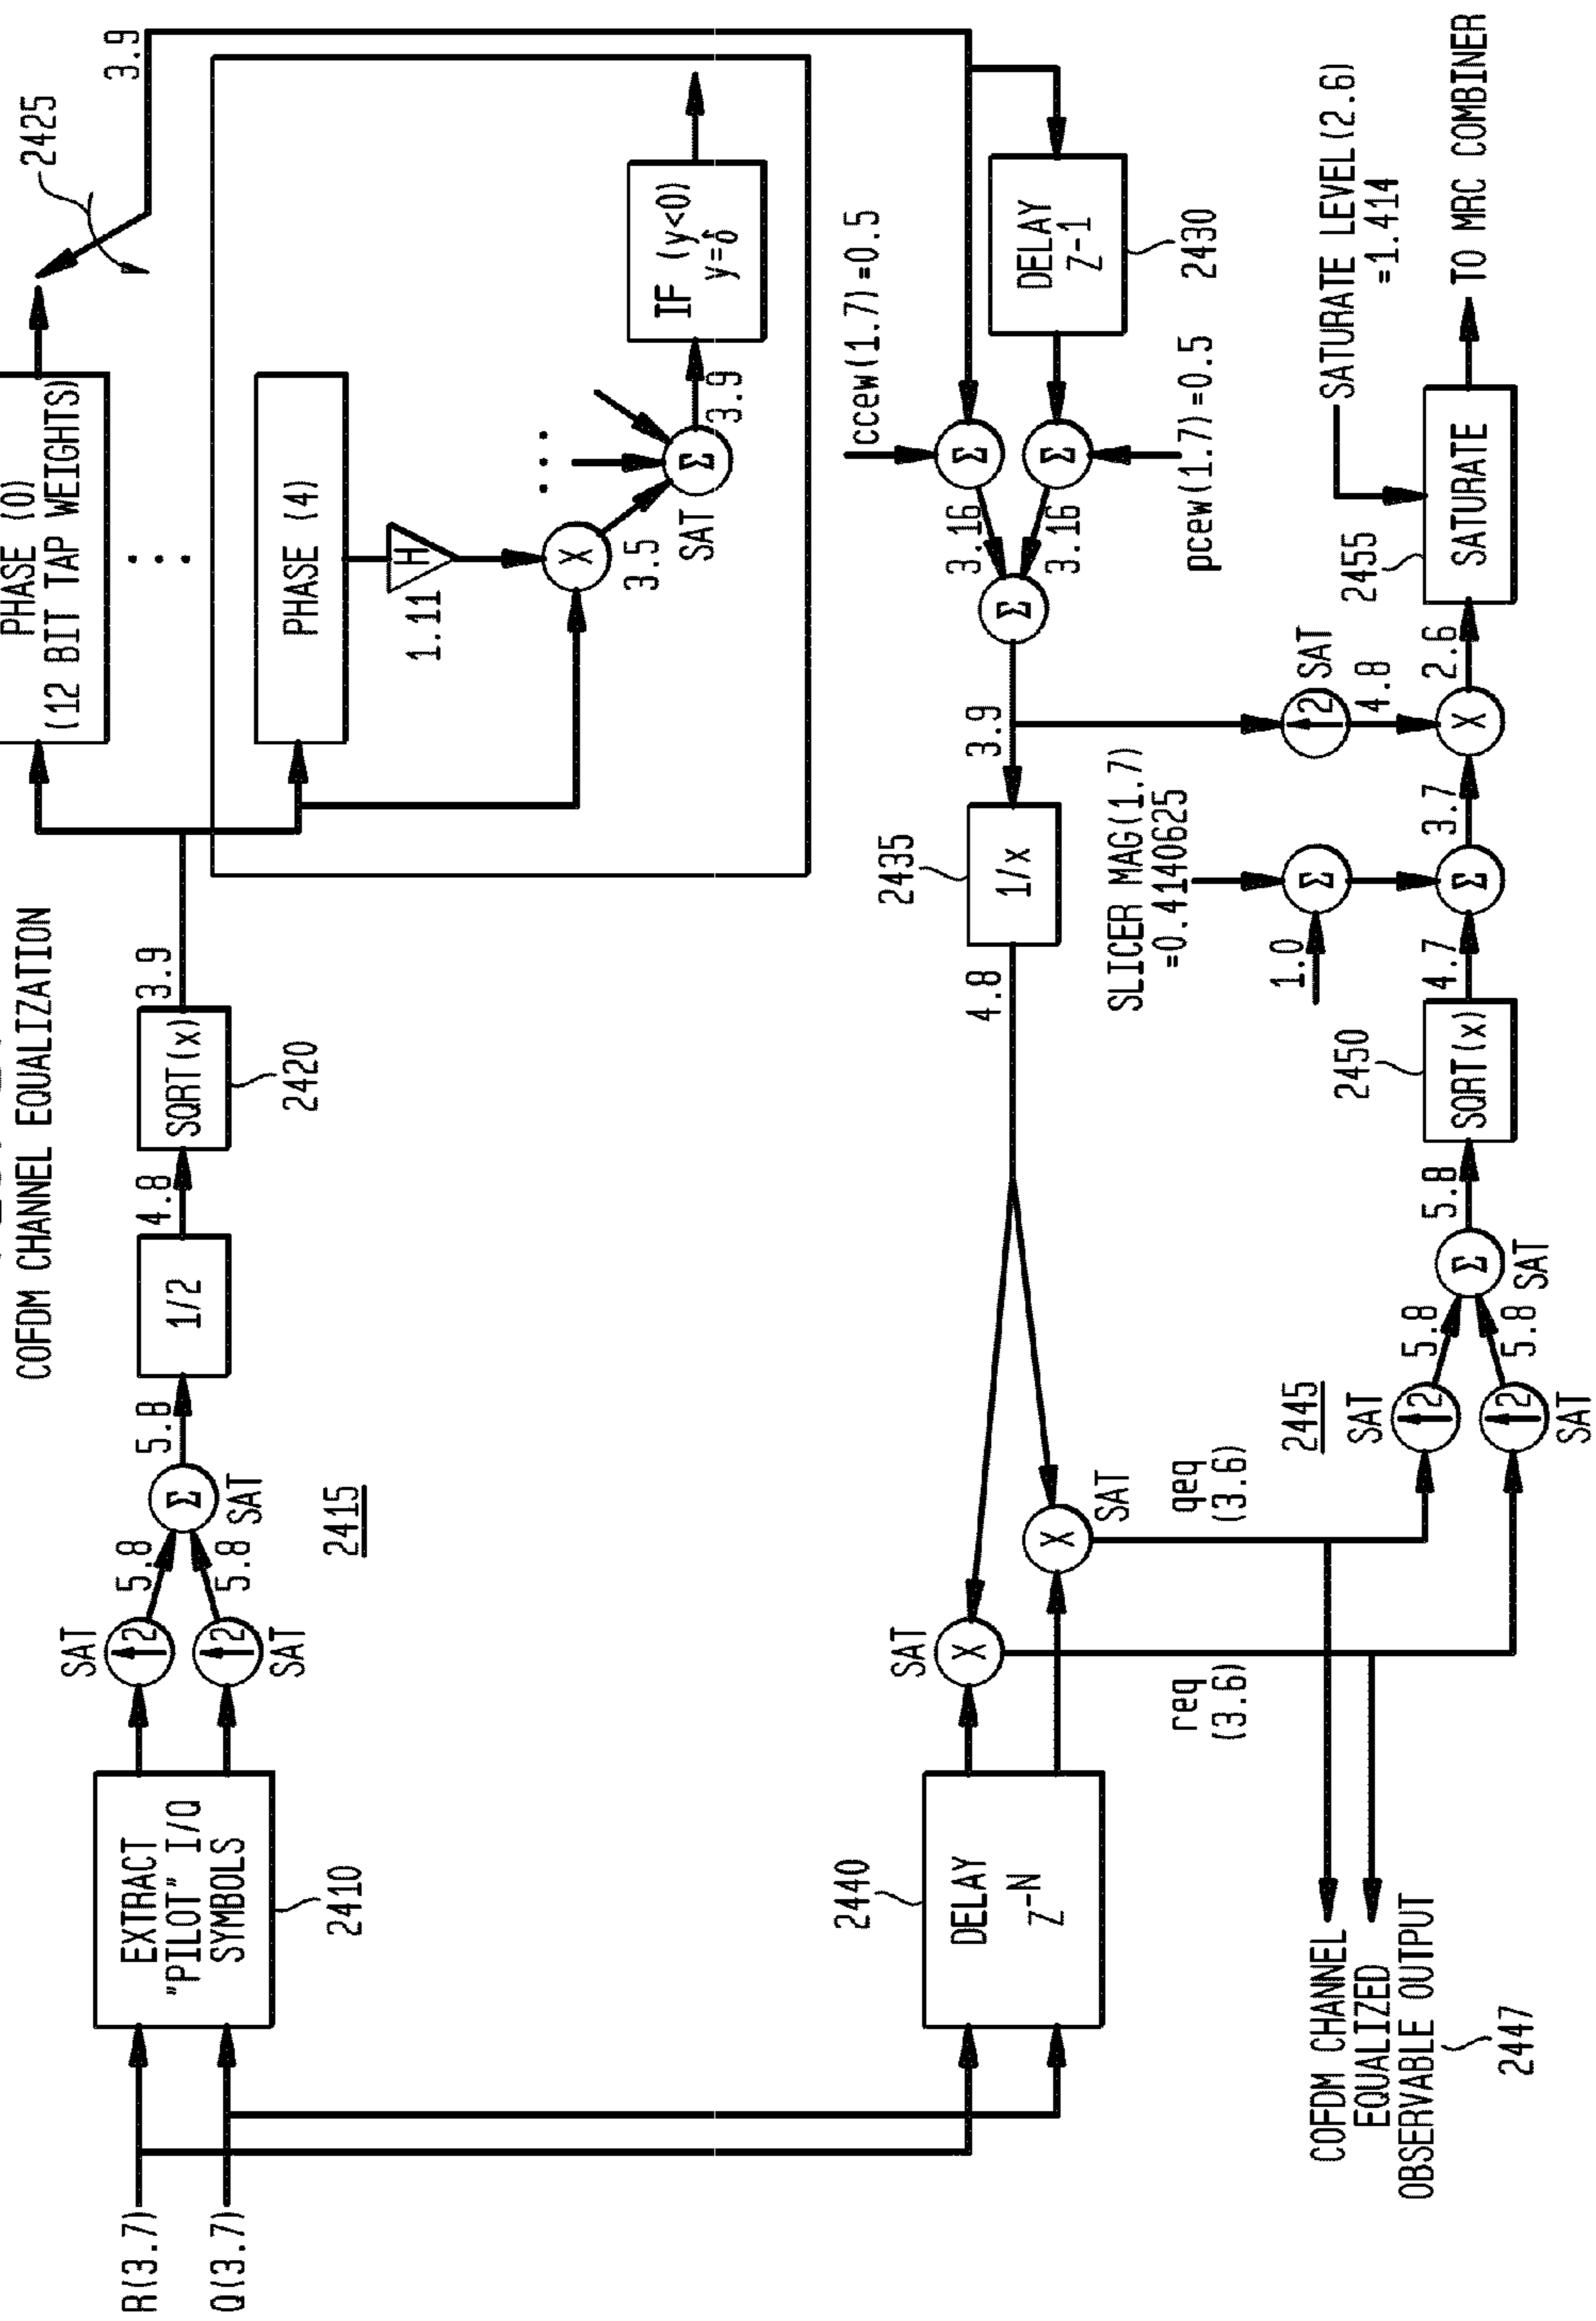 COFDM CHANNEL EQUALIZATION
R(3.7)
Q(3.7)
EXTRACT
"PILOT" I/Q
SYMBOLS
2410
SAT
2
2
SAT
5.8
5.8
Σ
SAT
2415
5.8
1/2
4.8
SQRT(x)
2420
3.9
PHASE (0)
(12 BIT TAP WEIGHTS)
2425
3.9
PHASE (4)
H
1.11
X
3.5
Σ
SAT
3.9
IF (y<0)
y=δ
ccew(1.7)=0.5
Σ
Σ
DELAY
Z-1
2430
pcew(1.7)=0.5
3.16
3.16
Σ
3.9
1/x
2435
4.8
DELAY
Z-N
2440
SAT
X
X
SAT
req
(3.6)
qeq
(3.6)
COFDM CHANNEL
EQUALIZED
OBSERVABLE OUTPUT
2447
2445
SAT
2
2
SAT
5.8
5.8
Σ
SAT
5.8
SQRT(x)
2450
4.7
SLICER MAG(1.7)
=0.4140625
1.0
Σ
Σ
3.7
2
SAT
4.8
X
2.6
SATURATE
2455
SATURATE LEVEL(2.6)
=1.414
TO MRC COMBINER